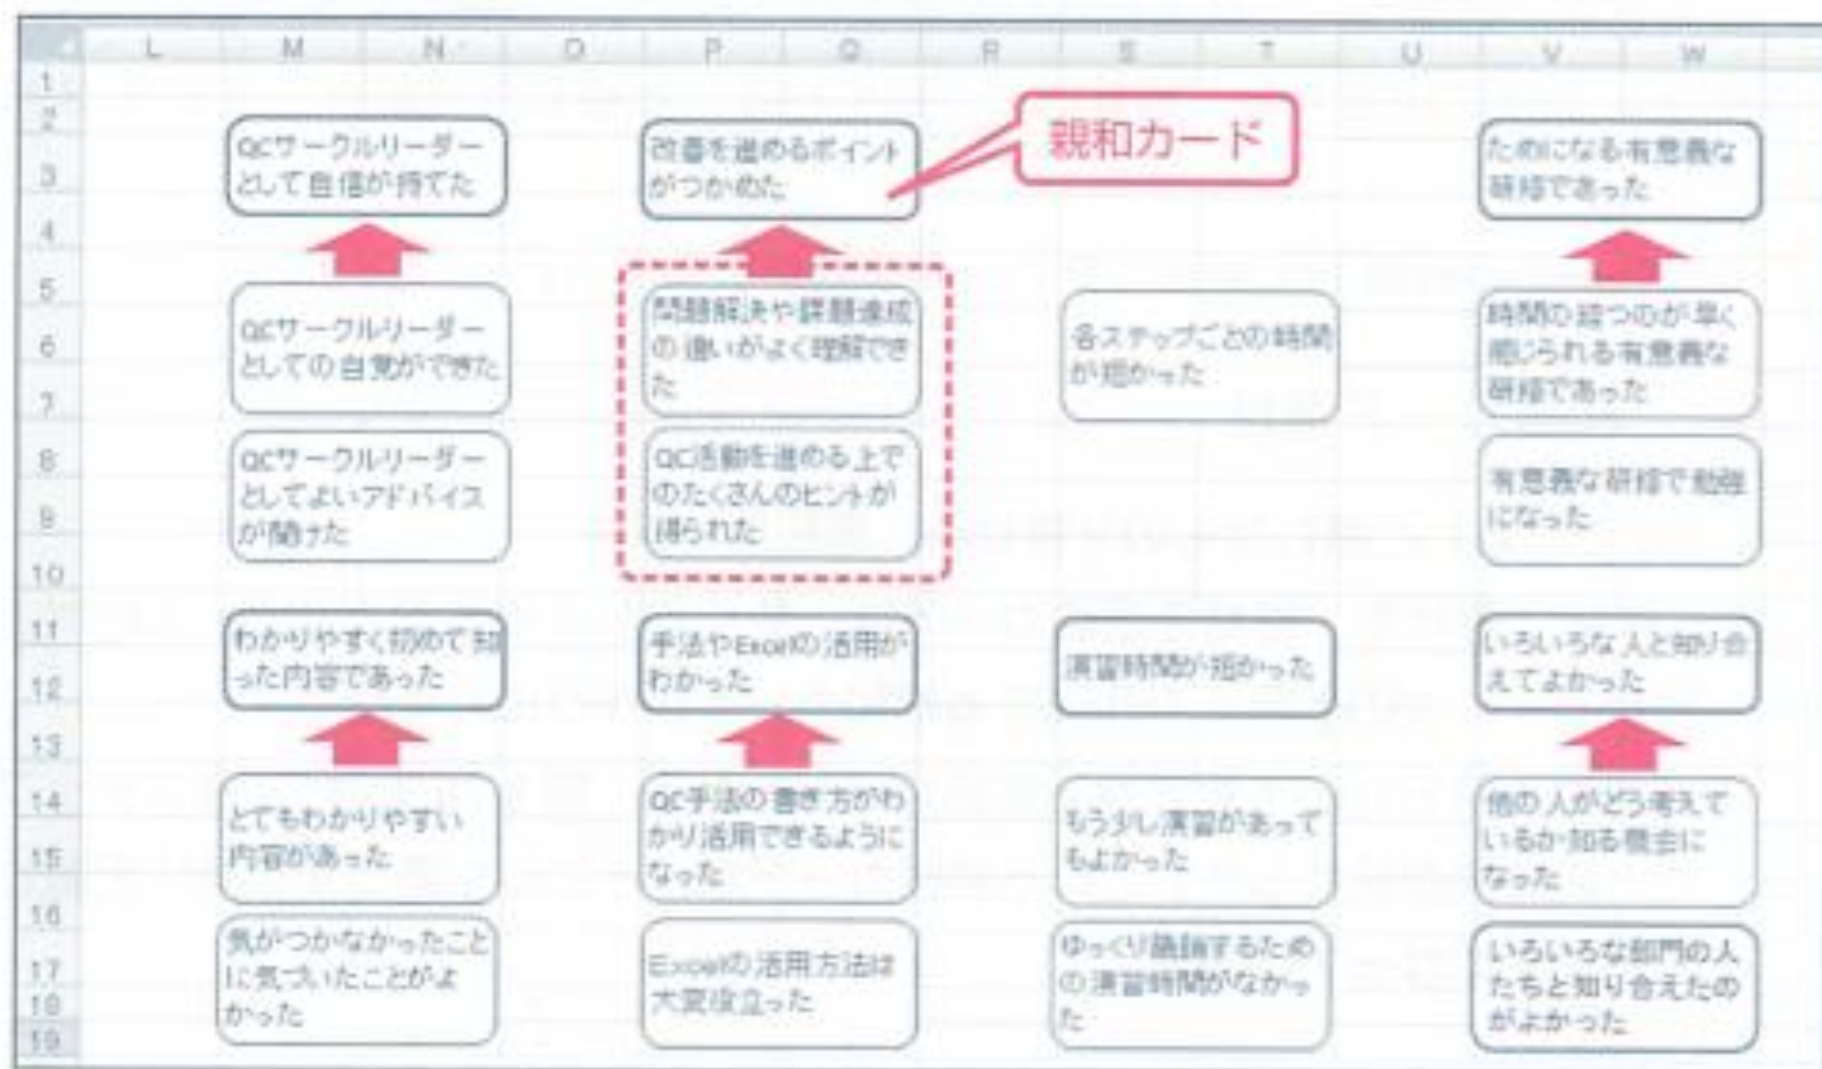 L M N O P Q R S T U V W
1
2
3
4
5
6
7
8
9
10
11
12
13
14
15
16
17
18
19
QCサークルリーダー
として自信が持てた
改善を進めるポイント
がつかめた
親和カード
ためになる有意義な
研修であった
QCサークルリーダー
としての自覚ができた
問題解決や課題達成
の違いがよく理解でき
た
各ステップごとの時間
が短かった
時間の経つのが早く
感じられる有意義な
研修であった
QCサークルリーダー
としてよいアドバイス
が聞けた
QC活動を進める上で
のたくさんのヒントが
得られた
有意義な研修で勉強
になった
わかりやすく初めて知
った内容であった
手法やExcelの活用が
わかった
演習時間が短かった
いろいろな人と知り合
えてよかった
とてもわかりやすい
内容があった
QC手法の書き方がわ
かり活用できるように
なった
もう少し演習があって
もよかった
他の人がどう考えて
いるか知る機会に
なった
気がつかなかったこと
に気づいたことがよ
かった
Excelの活用方法は
大変役立った
ゆっくり議論するため
の演習時間がなかっ
た
いろいろな部門の人
たちと知り合えたの
がよかった